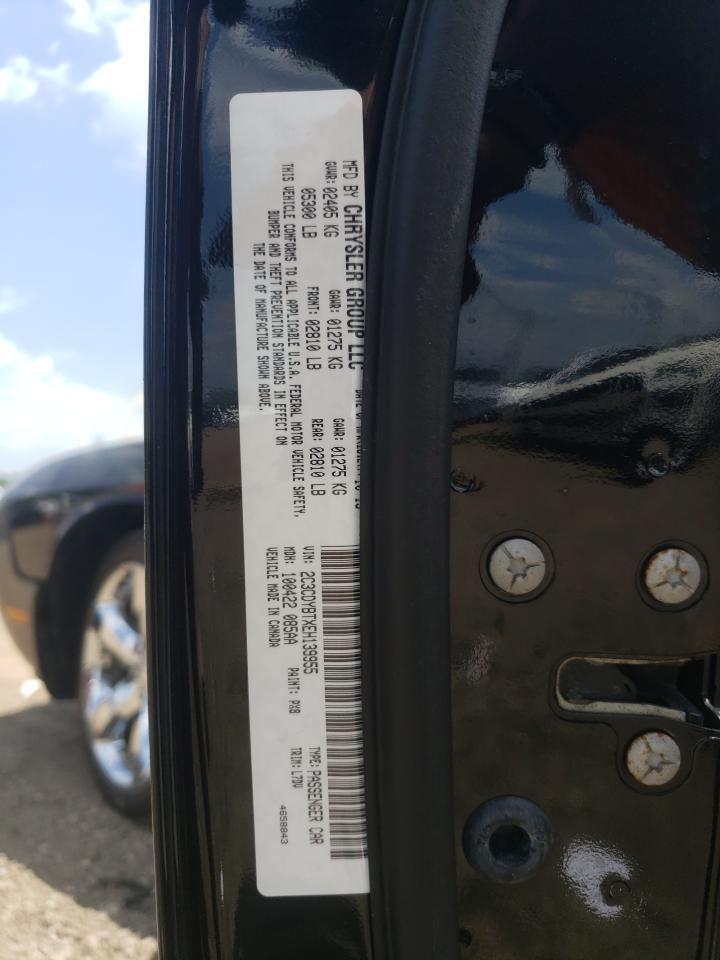 MFD BY CHRYSLER GROUP LLC
GVWR: 02405 KG GAWR: 01275 KG GAWR: 01275 KG
05300 LB FRONT: 02810 LB REAR: 02810 LB
THIS VEHICLE CONFORMS TO ALL APPLICABLE U.S.A. FEDERAL MOTOR VEHICLE SAFETY,
BUMPER AND THEFT PREVENTION STANDARDS IN EFFECT ON
THE DATE OF MANUFACTURE SHOWN ABOVE.
VIN: 2C3CDYBTXEH139955 TYPE: PASSENGER CAR
MDH: 100422 085AA PAINT: PX8 TRIM: L7DV
VEHICLE MADE IN CANADA 4658843